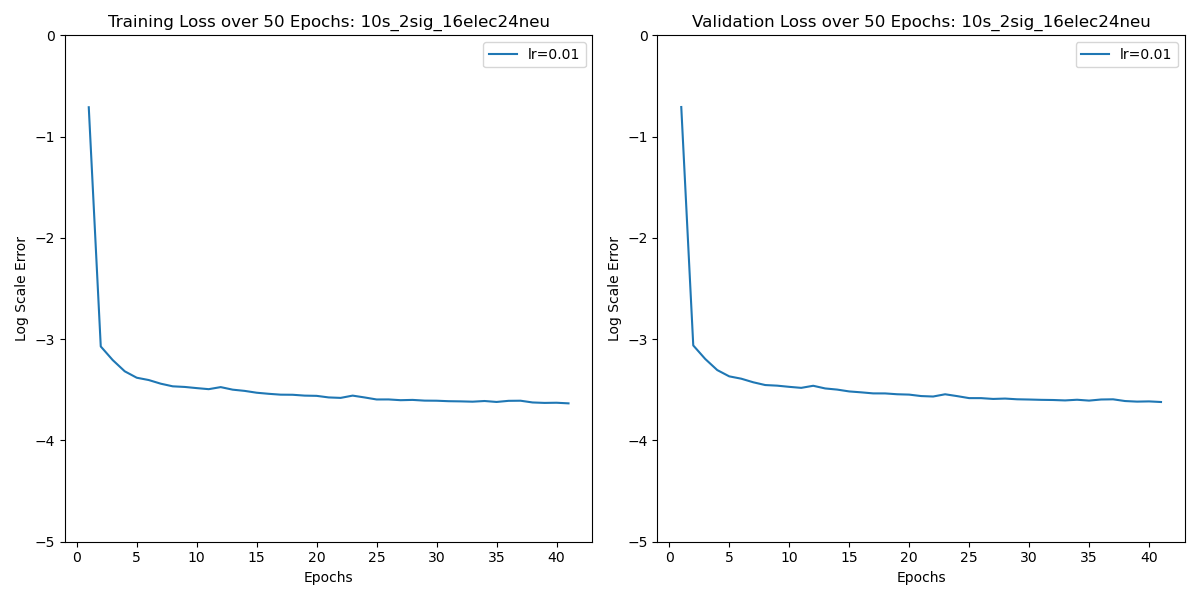 Training Loss over 50 Epochs: 10s_2sig_16elec24neu
lr=0.01
0
−1
−2
−3
−4
−5
Log Scale Error
0 5 10 15 20 25 30 35 40
Epochs
Validation Loss over 50 Epochs: 10s_2sig_16elec24neu
lr=0.01
0
−1
−2
−3
−4
−5
Log Scale Error
0 5 10 15 20 25 30 35 40
Epochs